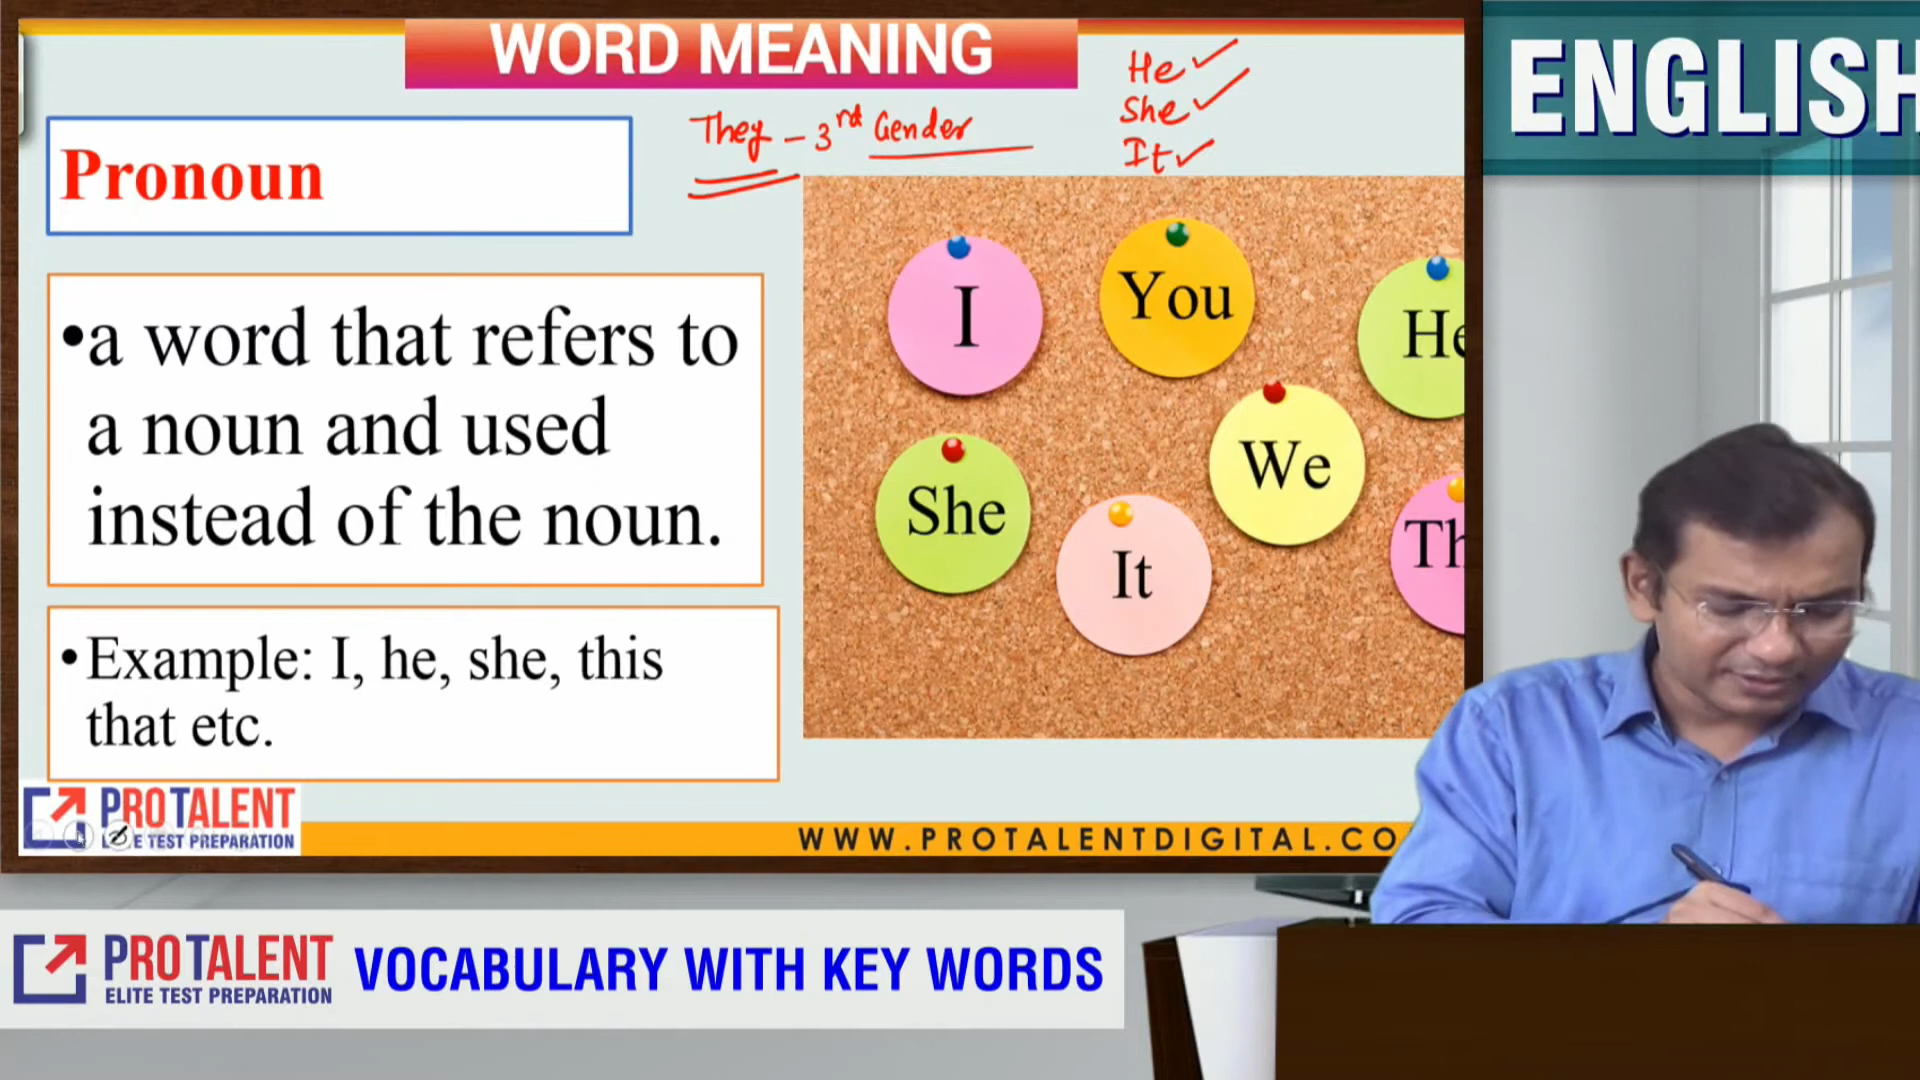 WORD MEANING
ENGLISH
He
She
It
They - 3rd Gender
Pronoun
•a word that refers to
a noun and used
instead of the noun.
•Example: I, he, she, this
that etc.
I
You
He
We
She
It
Th
PROTALENT
ELITE TEST PREPARATION
WWW.PROTALENTDIGITAL.CO
PROTALENT
ELITE TEST PREPARATION
VOCABULARY WITH KEY WORDS